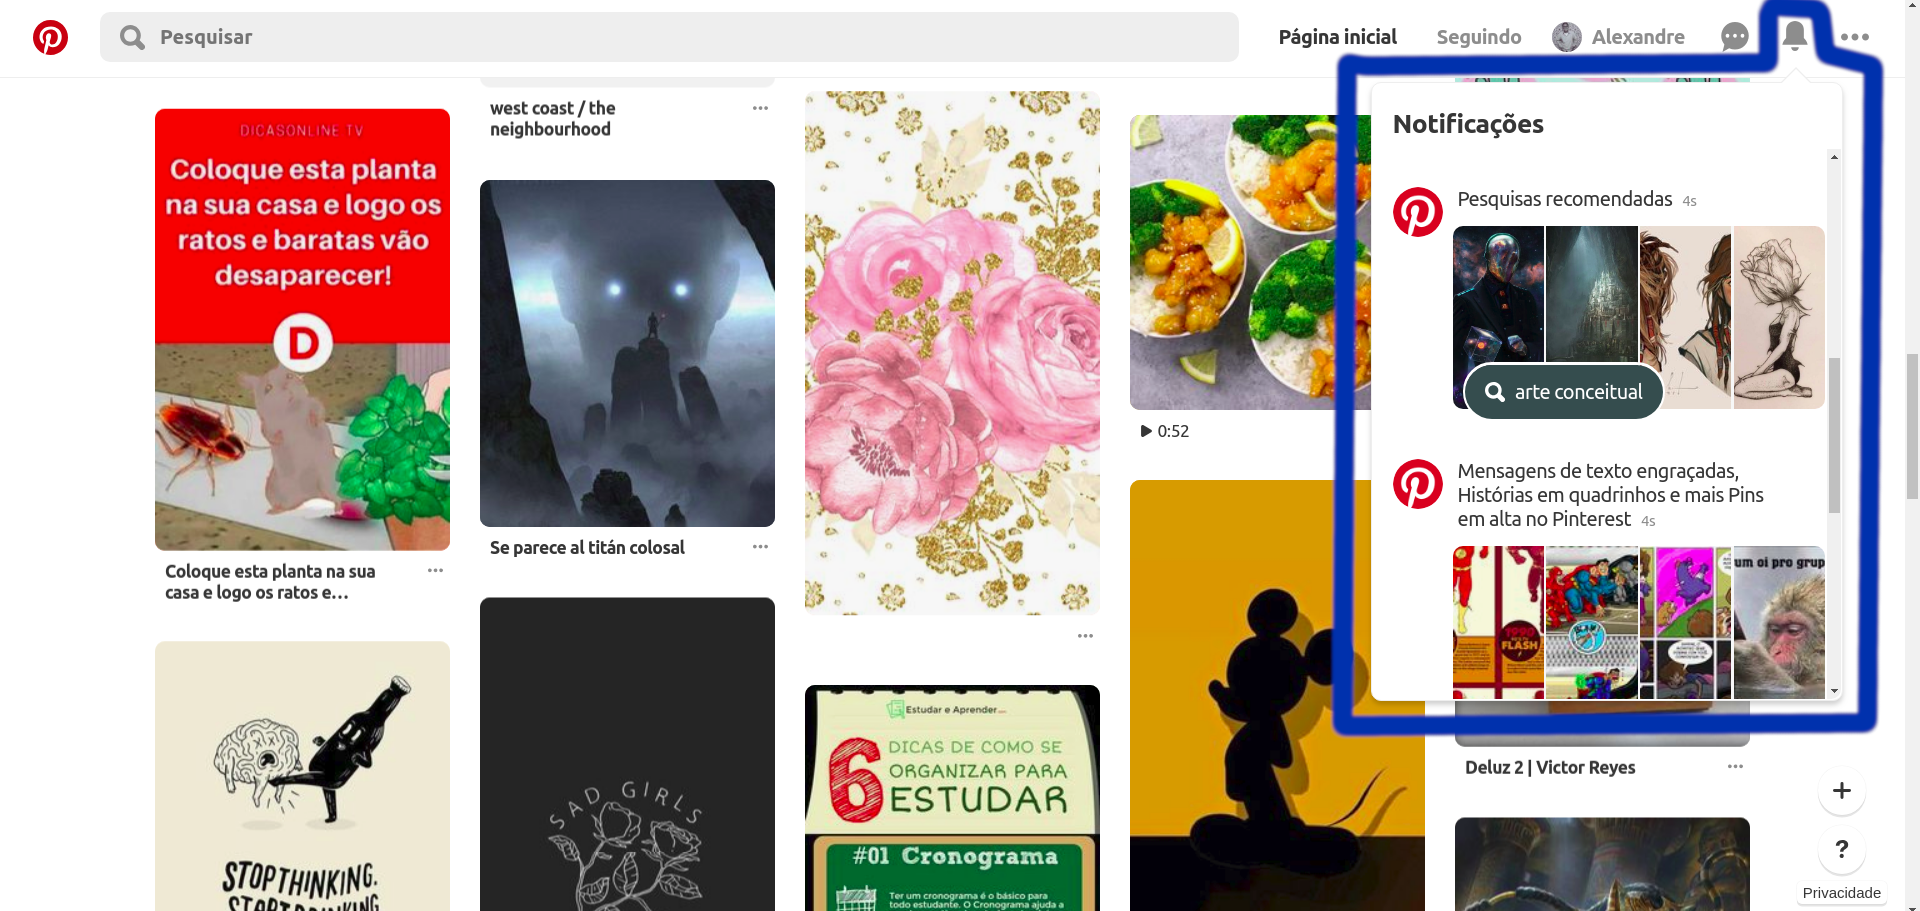 Pesquisar
Página inicial
Seguindo
Alexandre
DICASONLINE TV
Coloque esta planta
na sua casa e logo os
ratos e baratas vão
desaparecer!
D
Coloque esta planta na sua
casa e logo os ratos e...
STOP THINKING.
START DRINKING
west coast / the
neighbourhood
Se parece al titán colosal
SAD GIRLS
Estudar e Aprender
6 DICAS DE COMO SE
ORGANIZAR PARA
ESTUDAR
#01 Cronograma
Ter um cronograma é o básico para
todo estudante. O Cronograma ajuda a
0:52
Notificações
Pesquisas recomendadas 4s
arte conceitual
Mensagens de texto engraçadas,
Histórias em quadrinhos e mais Pins
em alta no Pinterest 4s
1990
FLASH
um oi pro grup
Deluz 2 | Victor Reyes
+
?
Privacidade